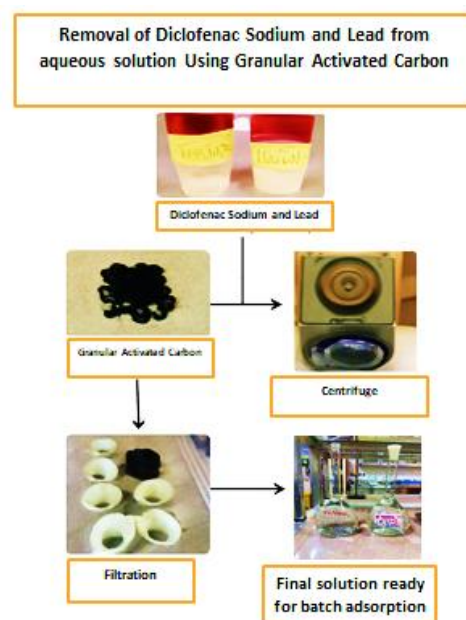 Removal of Diclofenac Sodium and Lead from
aqueous solution Using Granular Activated Carbon
Diclofenac Sodium and Lead
Granular Activated Carbon
Centrifuge
Filtration
Final solution ready
for batch adsorption